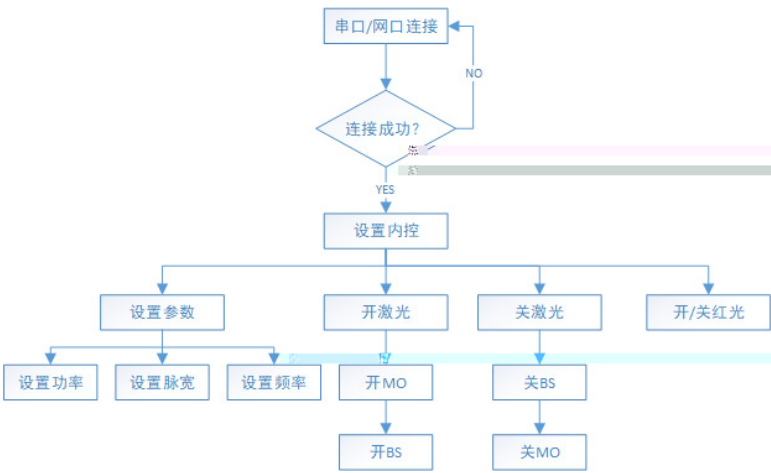 串口/网口连接
NO
连接成功?
YES
设置内控
设置参数
开激光
关激光
开/关红光
设置功率
设置脉宽
设置频率
开MO
关BS
开BS
关MO